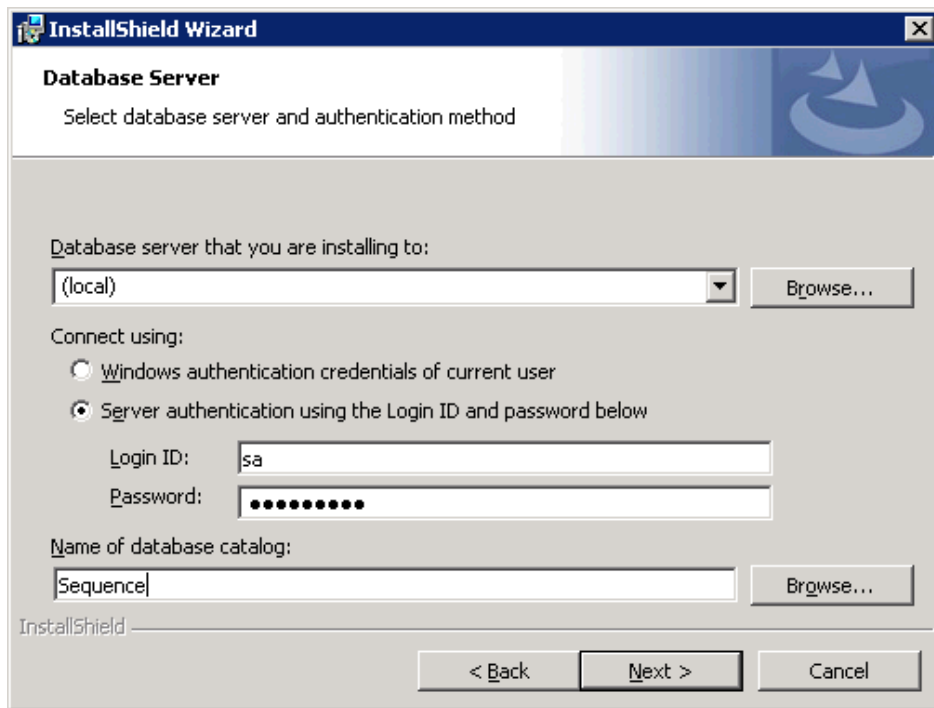 InstallShield Wizard
Database Server
Select database server and authentication method
Database server that you are installing to:
(local)
Browse...
Connect using:
Windows authentication credentials of current user
Server authentication using the Login ID and password below
Login ID:
sa
Password:
●●●●●●●●●
Name of database catalog:
Sequence
Browse...
InstallShield
< Back
Next >
Cancel